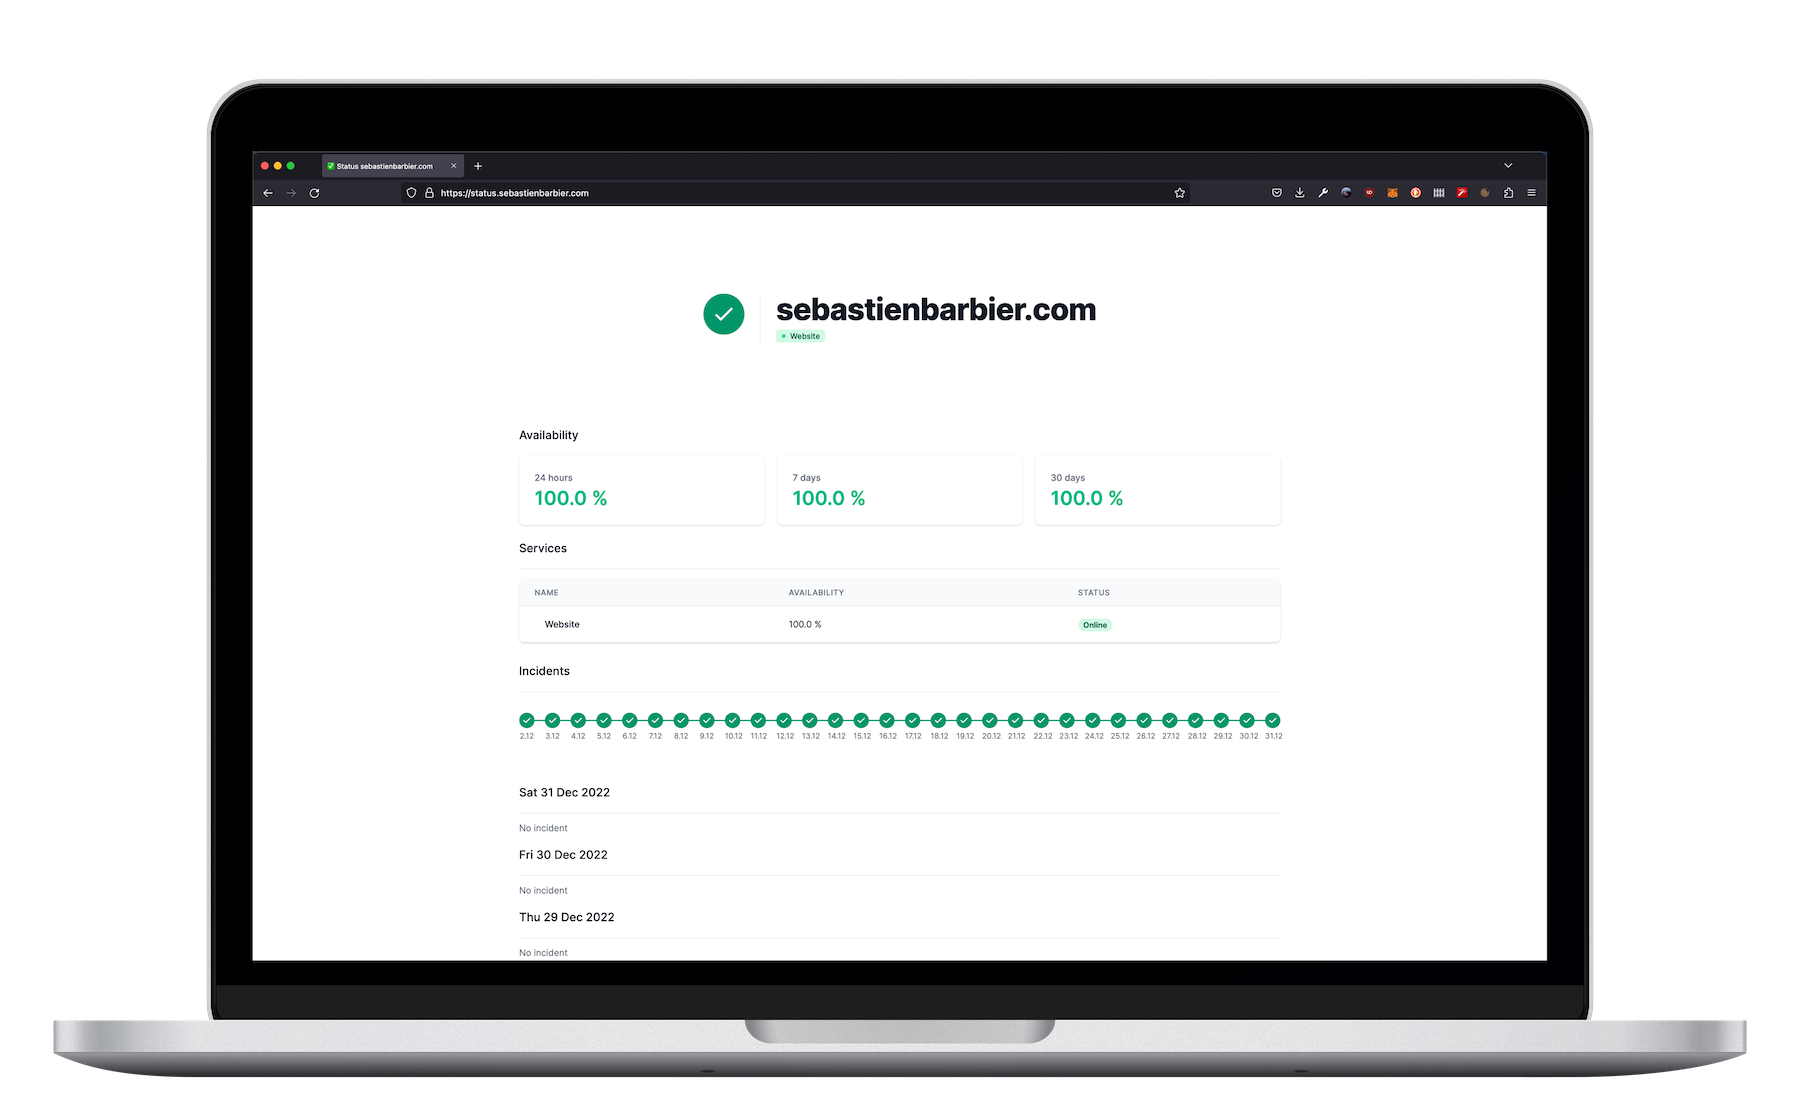 Status sebastienbarbier.com
https://status.sebastienbarbier.com
sebastienbarbier.com
Website
Availability
24 hours 7 days 30 days
100.0 % 100.0 % 100.0 %
Services
NAME AVAILABILITY STATUS
Website 100.0 % Online
Incidents
2.12 3.12 4.12 5.12 6.12 7.12 8.12 9.12 10.12 11.12 12.12 13.12 14.12 15.12 16.12 17.12 18.12 19.12 20.12 21.12 22.12 23.12 24.12 25.12 26.12 27.12 28.12 29.12 30.12 31.12
Sat 31 Dec 2022
No incident
Fri 30 Dec 2022
No incident
Thu 29 Dec 2022
No incident